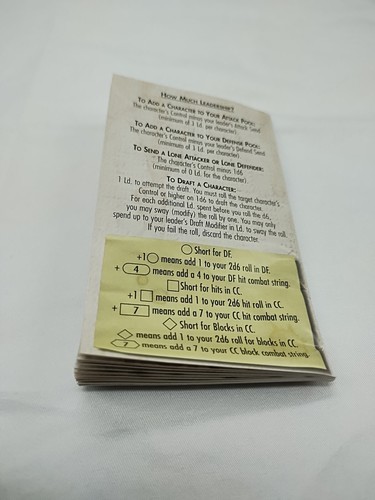 HOW MUCH LEADERSHIP?
TO ADD A CHARACTER TO YOUR ATTACK POOL:
The character's Control minus your leader's Attack Send
(minimum of 3 Ld. per character).
TO ADD A CHARACTER TO YOUR DEFENSE POOL:
The character's Control minus your leader's Defend Send
(minimum of 3 Ld. per character).
TO SEND A LONE ATTACKER OR LONE DEFENDER:
The character's Control minus 1d6
(minimum of 0 Ld. for the character).
TO DRAFT A CHARACTER:
1 Ld. to attempt the draft. You must roll the target character's
Control or higher on 1d6 to draft the character.
For each additional Ld. spent before you roll the d6,
you may sway (modify) the roll by one. You may only
spend up to your leader's Draft Modifier in Ld. to sway the roll.
If you fail the roll, discard the character.
Short for DF.
+1 means add 1 to your 2d6 roll in DF.
+ 4 means add a 4 to your DF hit combat string.
Short for hits in CC.
+1 means add 1 to your 2d6 hit roll in CC.
+ 7 means add a 7 to your CC hit combat string.
Short for Blocks in CC.
means add 1 to your 2d6 roll for blocks in CC.
7 means add a 7 to your CC block combat string.